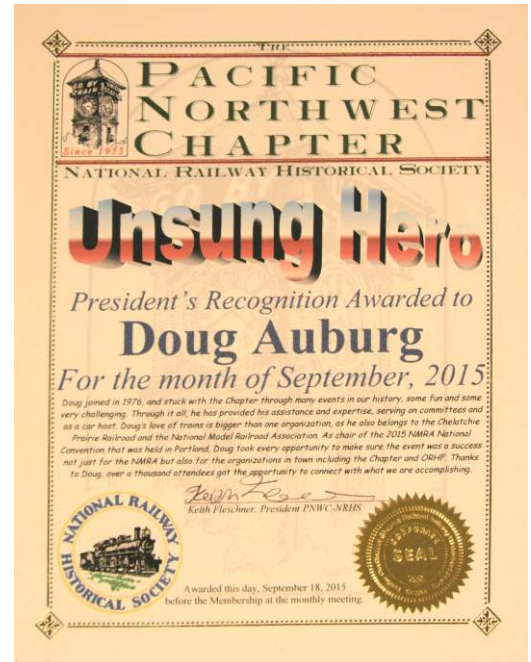 THE
PACIFIC
NORTHWEST
CHAPTER
GO BY TRAIN
Since 1955
NATIONAL RAILWAY HISTORICAL SOCIETY
Unsung Hero
President's Recognition Awarded to
Doug Auburg
For the month of September, 2015
Doug joined in 1976, and stuck with the Chapter through many events in our history, some fun and some
very challenging. Through it all, he has provided his assistance and expertise, serving on committees and
as a car host. Doug's love of trains is bigger than one organization, as he also belongs to the Chelatchie
Prairie Railroad and the National Model Railroad Association. As chair of the 2015 NMRA National
Convention that was held in Portland, Doug took every opportunity to make sure the event was a success
not just for the NMRA but also for the organizations in town including the Chapter and ORHF. Thanks
to Doug, over a thousand attendees got the opportunity to connect with what we are accomplishing.
Keith Fleschner, President PNWC-NRHS
NATIONAL RAILWAY
HISTORICAL SOCIETY
CORPORATE
SEAL
Awarded this day, September 18, 2015
before the Membership at the monthly meeting.